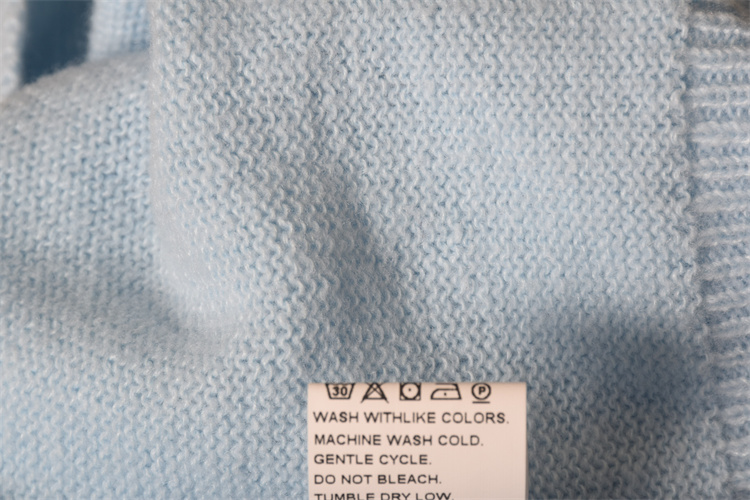 30 P
WASH WITHLIKE COLORS.
MACHINE WASH COLD.
GENTLE CYCLE.
DO NOT BLEACH.
TUMBLE DRY LOW.